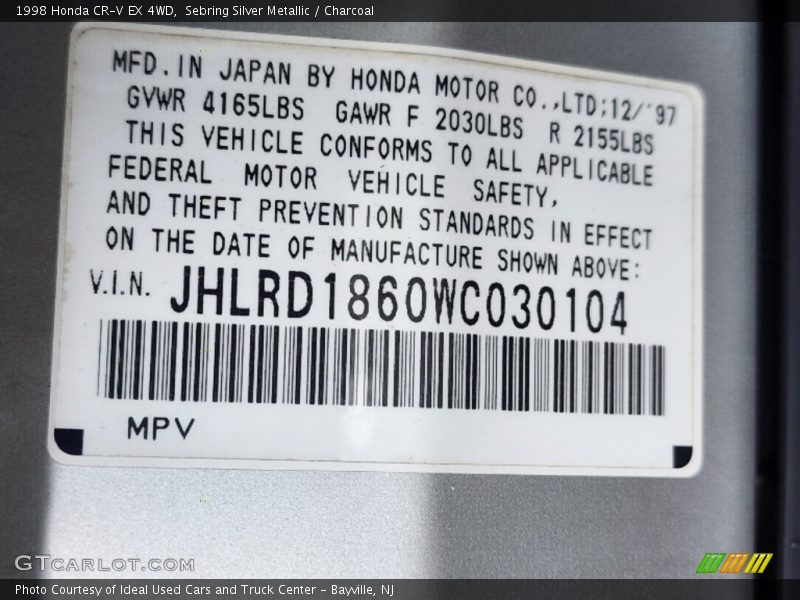 1998 Honda CR-V EX 4WD, Sebring Silver Metallic / Charcoal
MFD.IN JAPAN BY HONDA MOTOR CO.,LTD;12/'97
GVWR 4165LBS GAWR F 2030LBS R 2155LBS
THIS VEHICLE CONFORMS TO ALL APPLICABLE
FEDERAL MOTOR VEHICLE SAFETY,
AND THEFT PREVENTION STANDARDS IN EFFECT
ON THE DATE OF MANUFACTURE SHOWN ABOVE:
V.I.N. JHLRD1860WC030104
MPV
GTCARLOT.COM
Photo Courtesy of Ideal Used Cars and Truck Center - Bayville, NJ